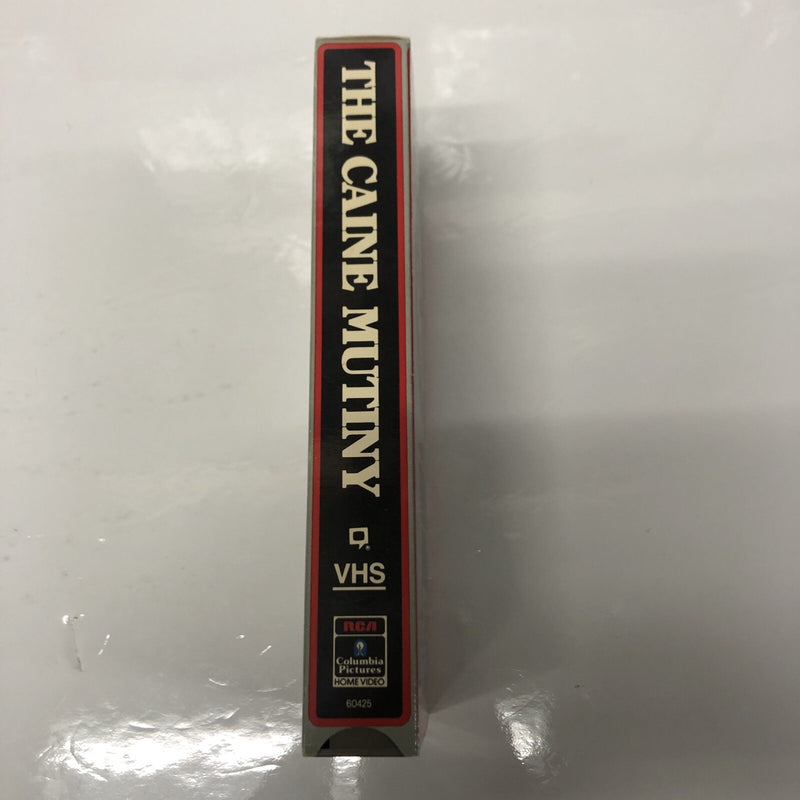 THE CAINE MUTINY
®
VHS
RCA
Columbia
Pictures
HOME VIDEO
60425